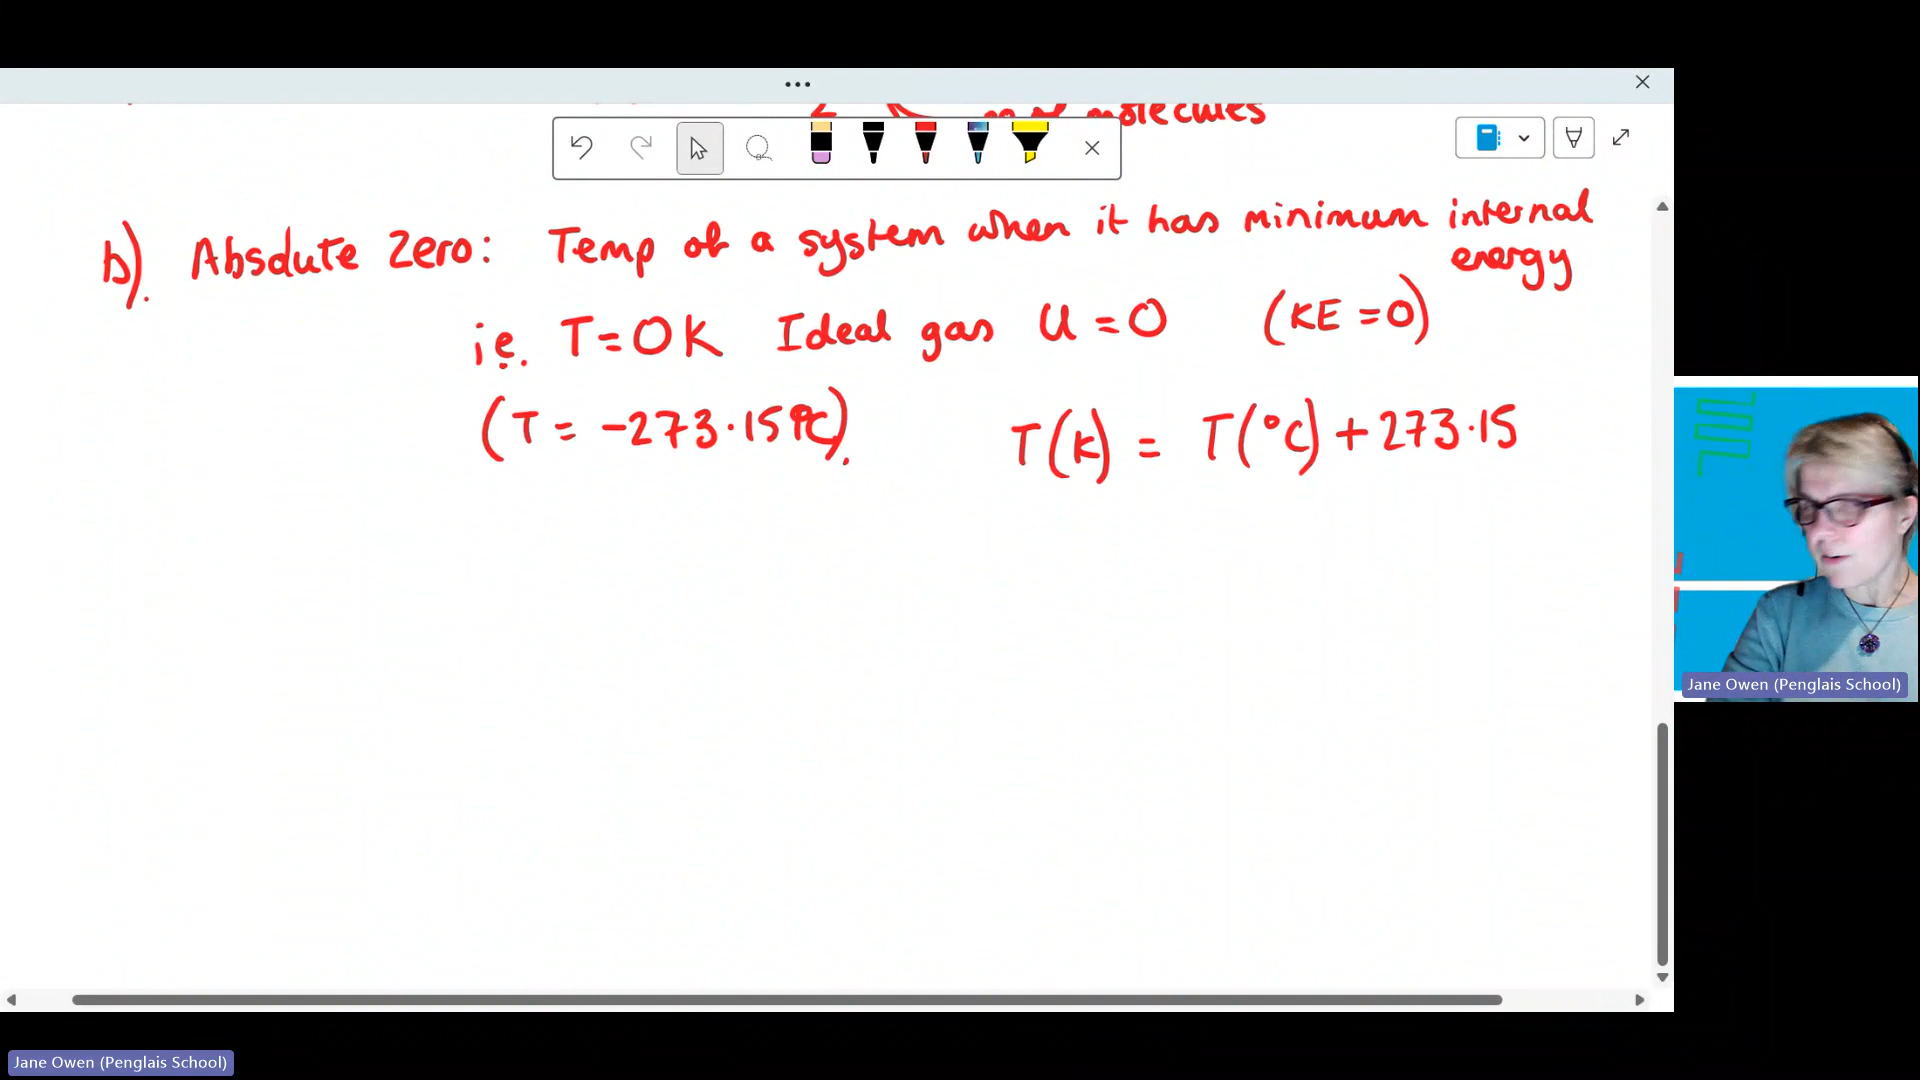 molecules
b). Absolute Zero: Temp of a system when it has minimum internal
energy
i.e. T=0K Ideal gas U=0 (KE=0)
(T= -273.15°C). T(K) = T(°C)+273.15
Jane Owen (Penglais School)
Jane Owen (Penglais School)